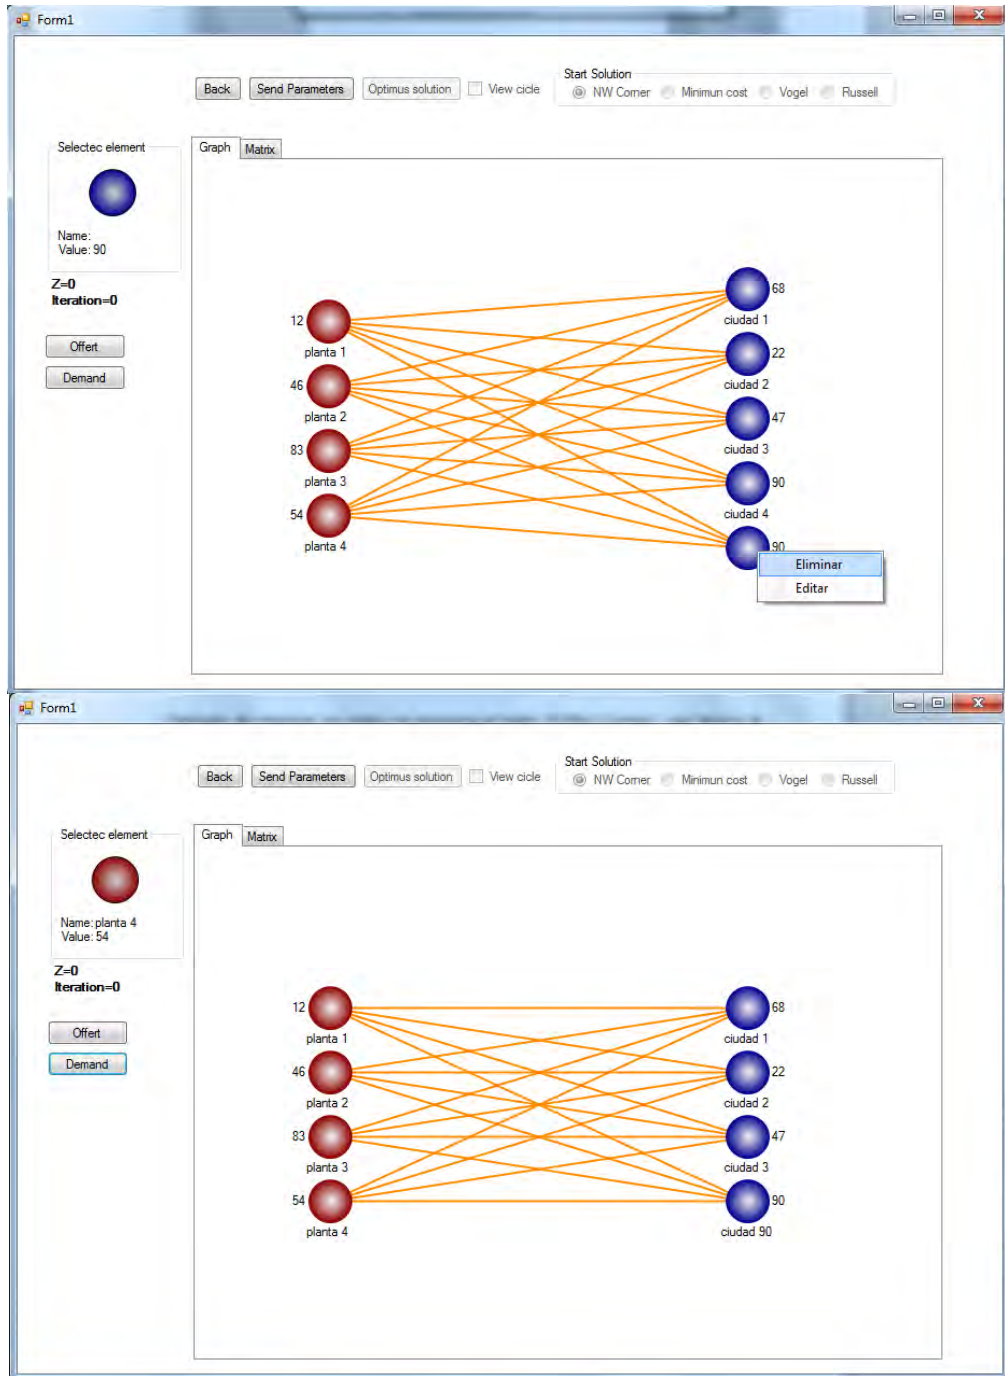 Form1
Start Solution
Back Send Parameters Optimus solution View cicle NW Corner Minimun cost Vogel Russell
Selectec element
Graph Matrix
Name:
Value: 90
Z=0
Iteration=0
Offert
Demand
12
planta 1
46
planta 2
83
planta 3
54
planta 4
68
ciudad 1
22
ciudad 2
47
ciudad 3
90
ciudad 4
90
Eliminar
Editar
Form1
Start Solution
Back Send Parameters Optimus solution View cicle NW Corner Minimun cost Vogel Russell
Selectec element
Graph Matrix
Name: planta 4
Value: 54
Z=0
Iteration=0
Offert
Demand
12
planta 1
46
planta 2
83
planta 3
54
planta 4
68
ciudad 1
22
ciudad 2
47
ciudad 3
90
ciudad 90